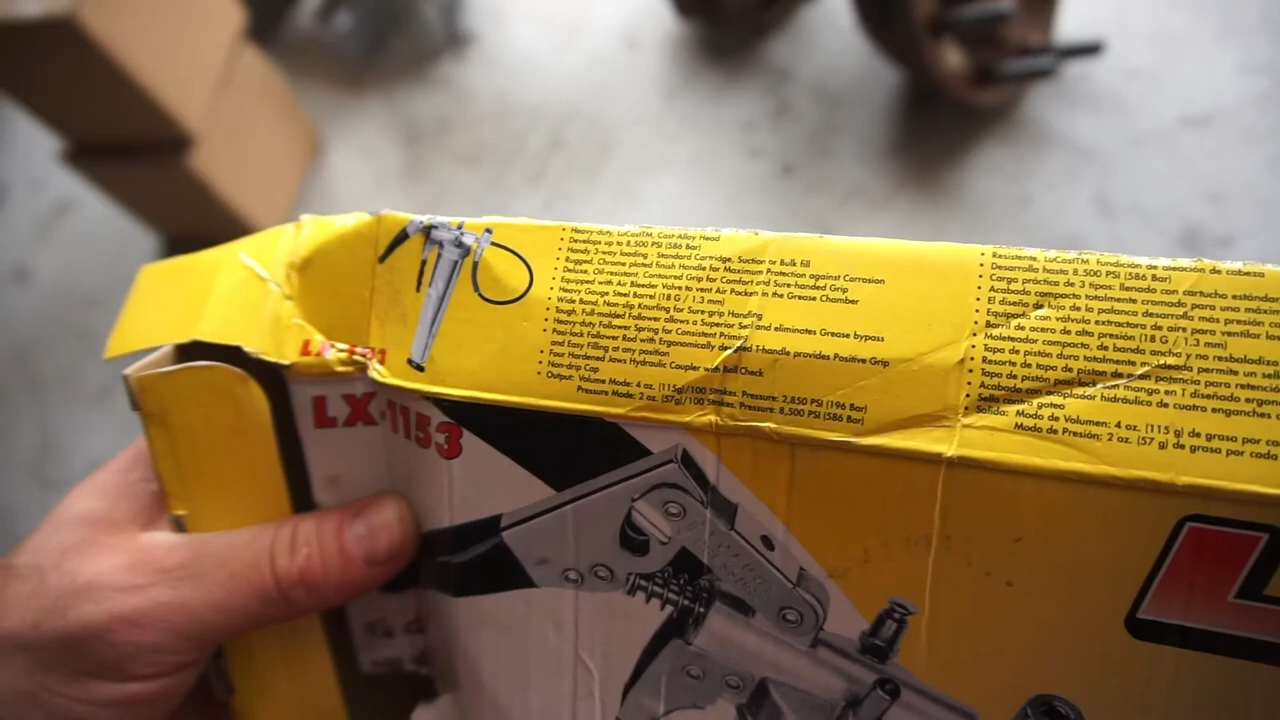 • Heavy-duty, LuCastTM, Cast-Alloy Head
• Develops up to 8,500 PSI (586 Bar)
• Handy 3-way loading - Standard Cartridge, Suction or Bulk fill
• Rugged, Chrome plated finish Handle for Maximum Protection against Corrosion
• Deluxe, Oil-resistant, Contoured Grip for Comfort and Sure-handed Grip
• Equipped with Air Bleeder Valve to vent Air Pockets in the Grease Chamber
• Heavy Gauge Steel Barrel (18 G / 1.3 mm)
• Wide Band, Non-slip Knurling for Sure-grip Handling
• Tough, Full-molded Follower allows a Superior Seal and eliminates Grease bypass
• Heavy-duty Follower Spring for Consistent Priming
• Posi-lock Follower Rod with Ergonomically designed T-handle provides Positive Grip
and Easy Filling at any position
• Four Hardened Jaws Hydraulic Coupler with Ball Check
• Non-drip Cap
• Output: Volume Mode: 4 oz. (115g)/100 Strokes. Pressure: 2,850 PSI (196 Bar)
Pressure Mode: 2 oz. (57g)/100 Strokes. Pressure: 8,500 PSI (586 Bar)
• Resistente, LuCastTM fundición de aleación de cabeza
• Desarrolla hasta 8.500 PSI (586 Bar)
• Carga práctica de 3 tipos: llenado con cartucho estándar
• Acabado compacto totalmente cromado para una máxim
• El diseño de lujo de la palanca desarrolla más presión co
• Equipada con válvula extractora de aire para ventilar las
• Barril de acero de alta presión (18 G / 1.3 mm)
• Maleteador compacto, de banda ancha y no resbaladiz
• Tapa de pistón dura totalmente moldeada permite un sell
• Resorte de tapa de pistón de gran potencia para retenció
• Tapa de pistón posi-lock con mango en T diseñado ergon
• Acabado con acoplador hidráulico de cuatro enganches
• Sello contra goteo
• Salida: Modo de Volumen: 4 oz. (115 g) de grasa por ca
Modo de Presión: 2 oz. (57 g) de grasa por cada
LX-1153
L